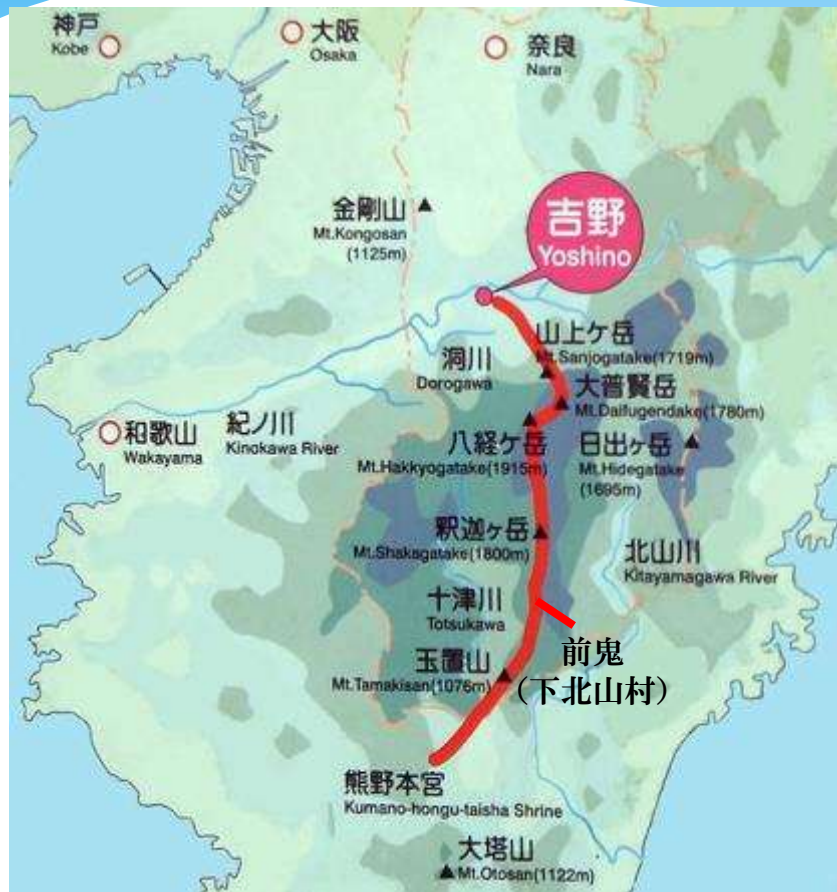 神戸
Kobe
大阪
Osaka
奈良
Nara
金剛山
Mt.Kongosan
(1125m)
吉野
Yoshino
山上ケ岳
Mt.Sanjogatake(1719m)
洞川
Dorogawa
大普賢岳
Mt.Daifugendake(1780m)
和歌山
Wakayama
紀ノ川
Kinokawa River
八経ケ岳
Mt.Hakkyogatake(1915m)
日出ヶ岳
Mt.Hidegatake
(1695m)
釈迦ヶ岳
Mt.Shakagatake(1800m)
北山川
Kitayamagawa River
十津川
Totsukawa
前鬼
(下北山村)
玉置山
Mt.Tamakisan(1076m)
熊野本宮
Kumano-hongu-taisha Shrine
大塔山
Mt.Otosan(1122m)